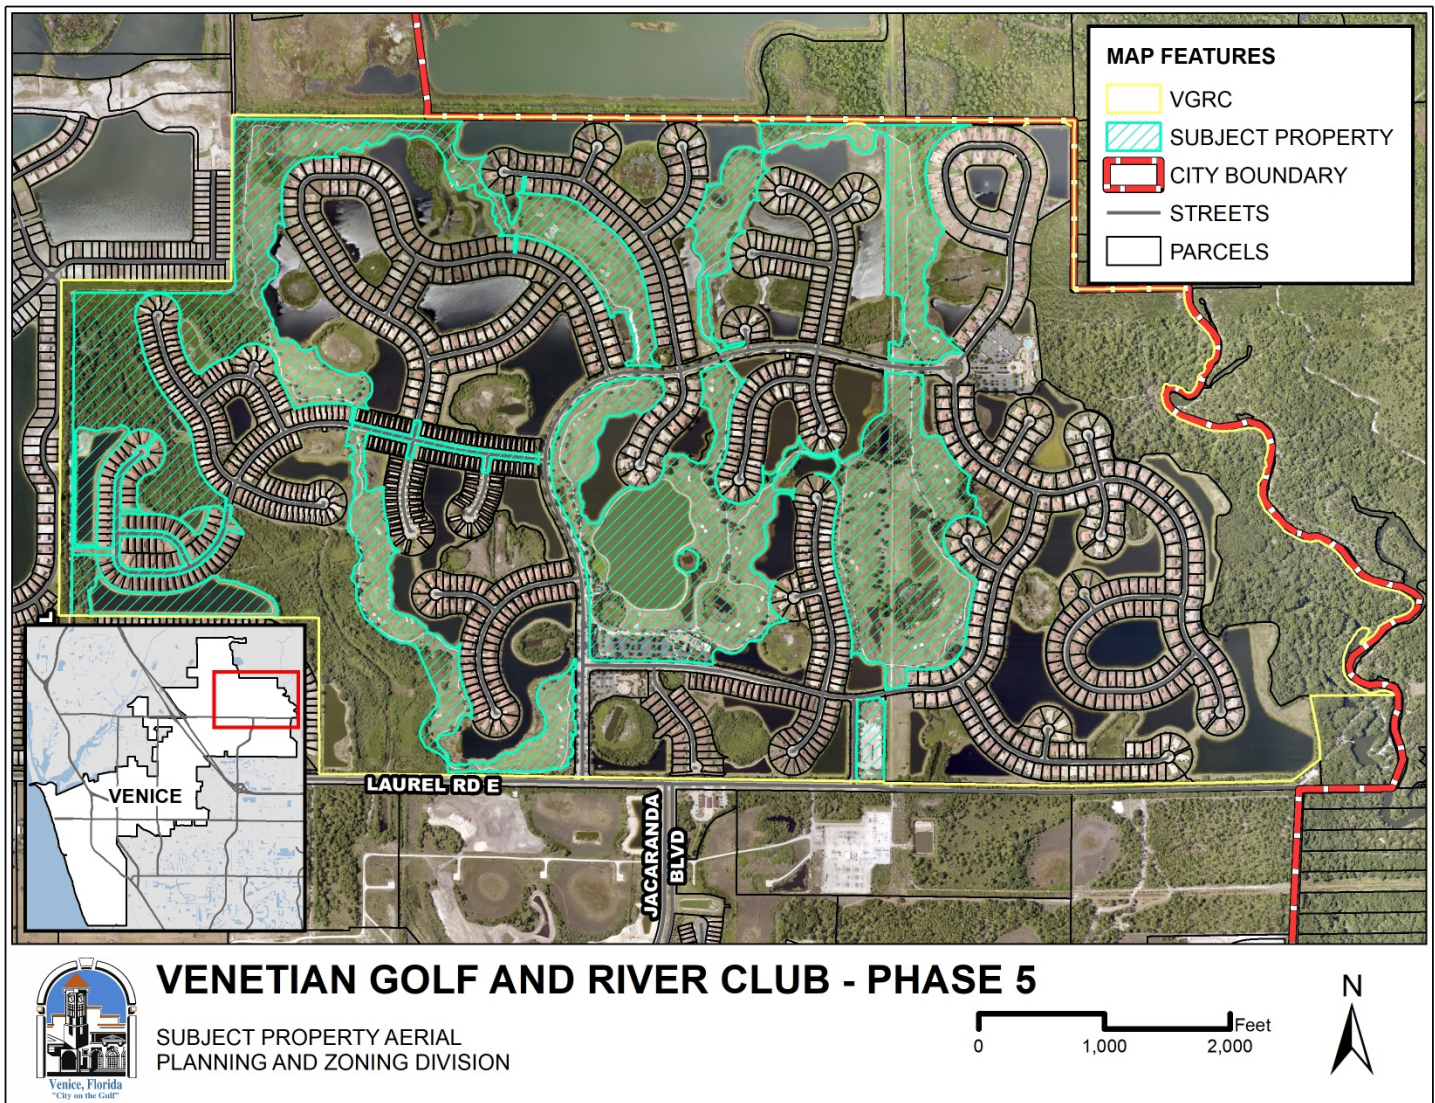 MAP FEATURES
VGRC
SUBJECT PROPERTY
CITY BOUNDARY
STREETS
PARCELS
L
VENICE
LAUREL RD E
JACARANDA
BLVD
VENETIAN GOLF AND RIVER CLUB - PHASE 5
SUBJECT PROPERTY AERIAL
PLANNING AND ZONING DIVISION
Venice, Florida
"City on the Gulf"
Feet
0 1,000 2,000
N